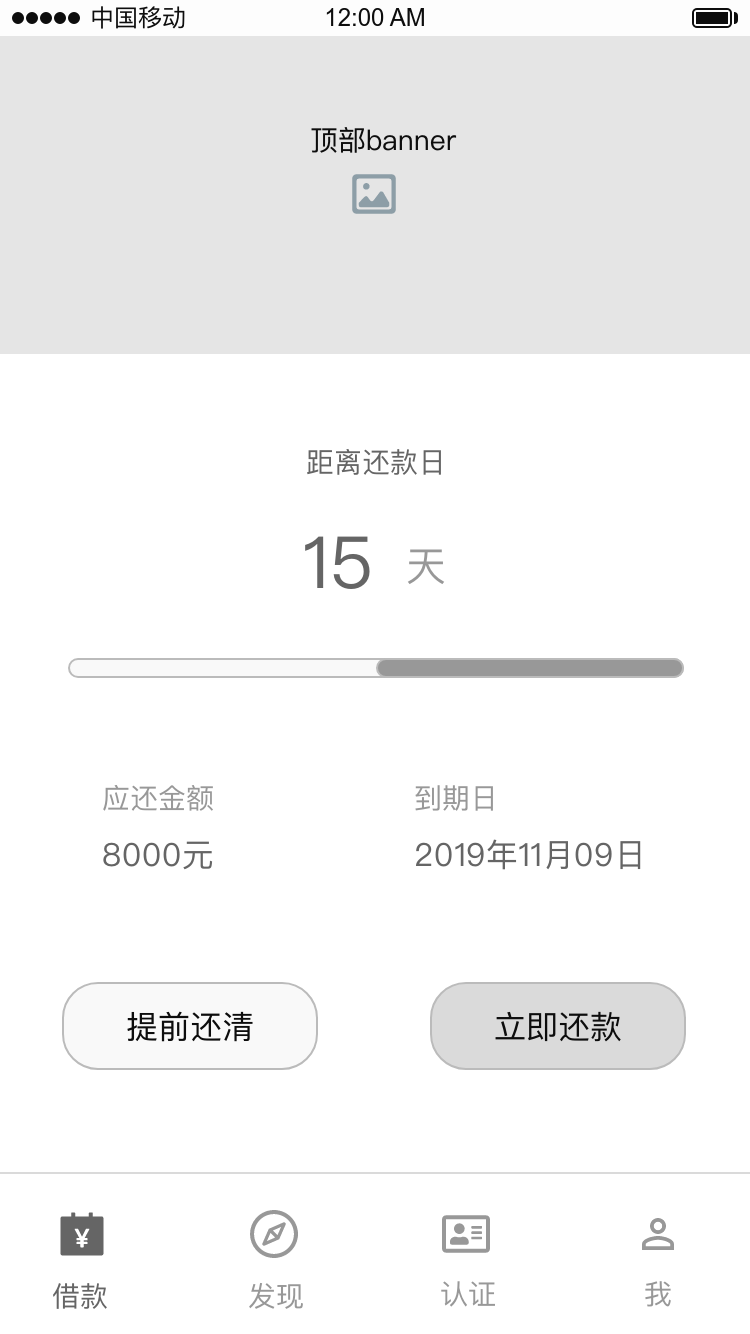 中国移动 12:00 AM
顶部banner
距离还款日
15 天
应还金额 到期日
8000元 2019年11月09日
提前还清 立即还款
¥
借款 发现 认证 我